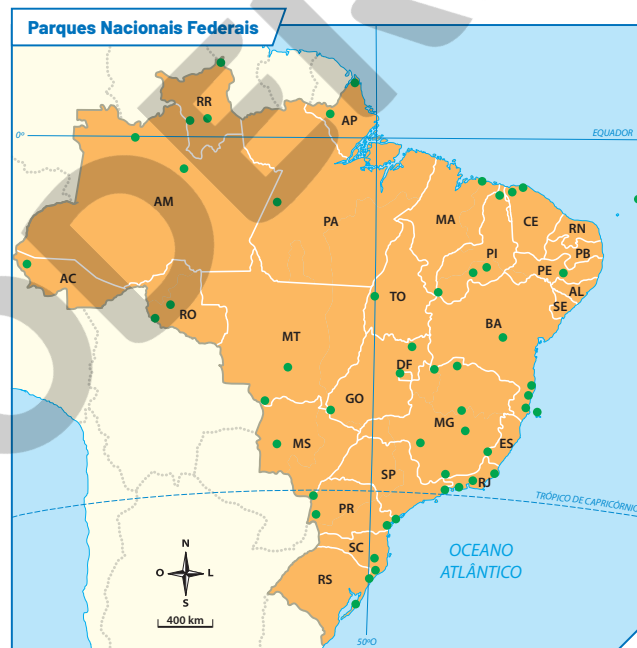 Parques Nacionais Federais
RR
AP
0°
EQUADOR
AM
PA
MA
CE
RN
PB
PI
PE
AL
SE
AC
RO
TO
BA
MT
DF
GO
MG
ES
MS
SP
RJ
TRÓPICO DE CAPRICÓRNIO
PR
SC
RS
N
O
L
S
400 km
OCEANO
ATLÂNTICO
50ºO